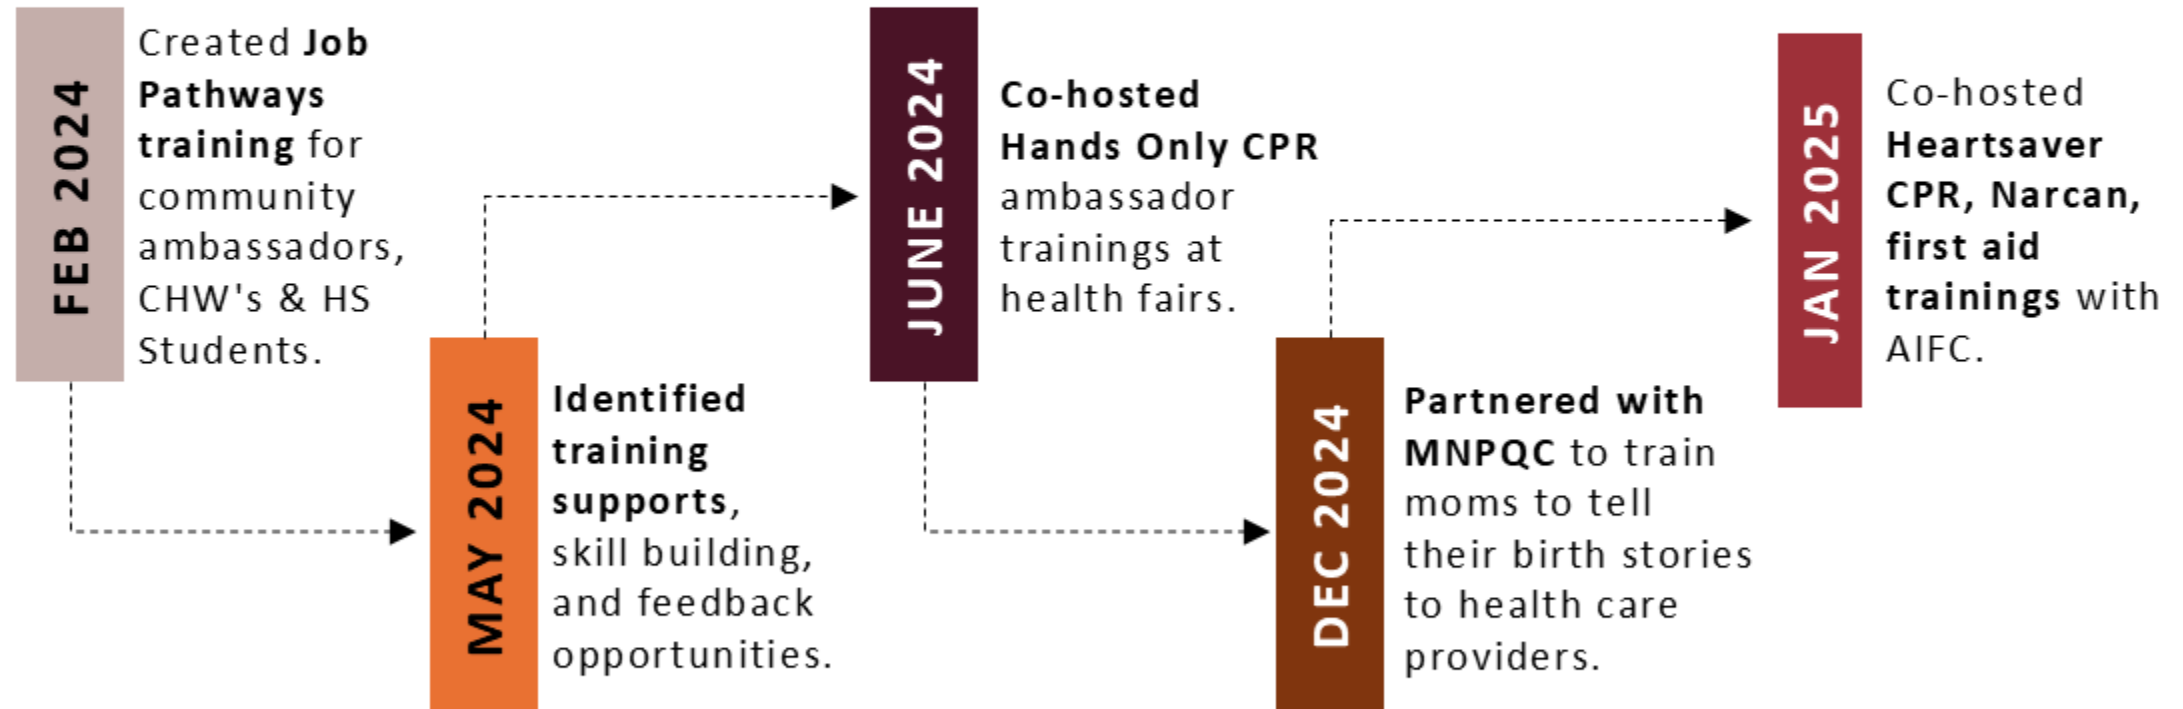 FEB 2024
Created Job
Pathways
training for
community
ambassadors,
CHW's & HS
Students.
MAY 2024
Identified
training
supports,
skill building,
and feedback
opportunities.
JUNE 2024
Co-hosted
Hands Only CPR
ambassador
trainings at
health fairs.
DEC 2024
Partnered with
MNPQC to train
moms to tell
their birth stories
to health care
providers.
JAN 2025
Co-hosted
Heartsaver
CPR, Narcan,
first aid
trainings with
AIFC.